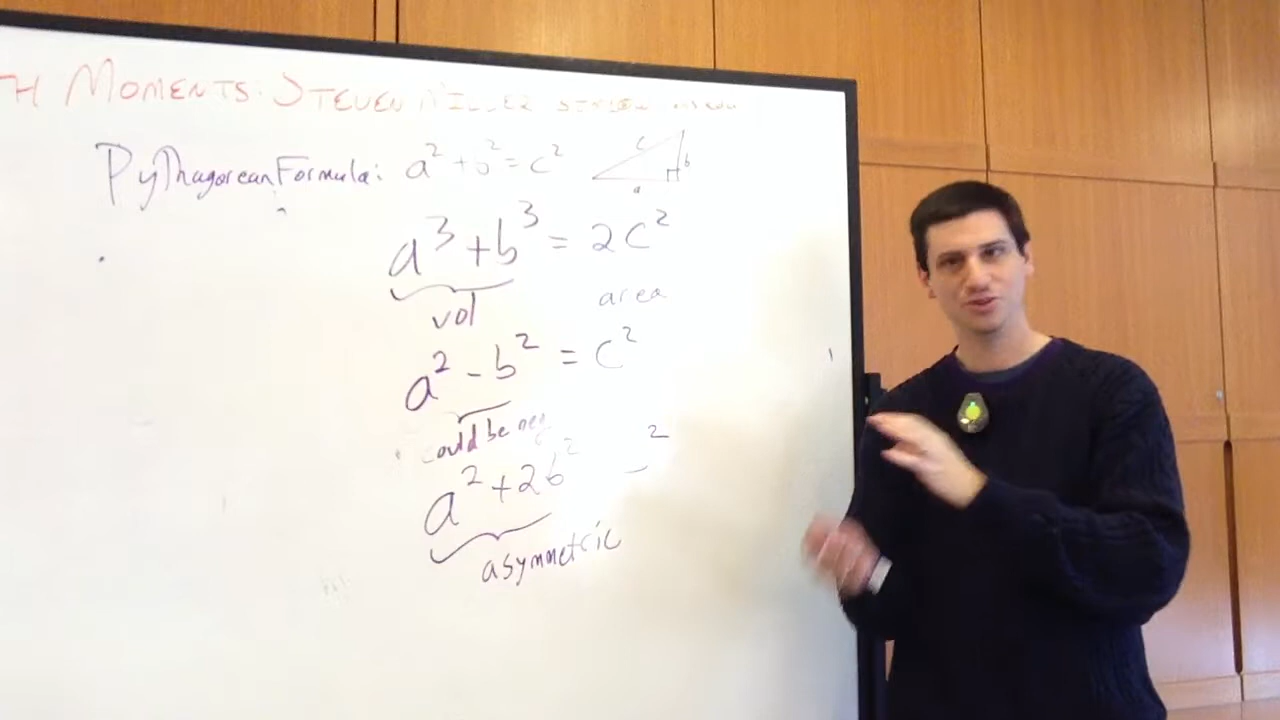 H MOMENTS. STEVEN MILLER
Pythagorean Formula: a² + b² = c²
c
b
a
a³ + b³ = 2c²
vol
area
a² - b² = c²
could be neg
a² + 2b² 2
asymmetric